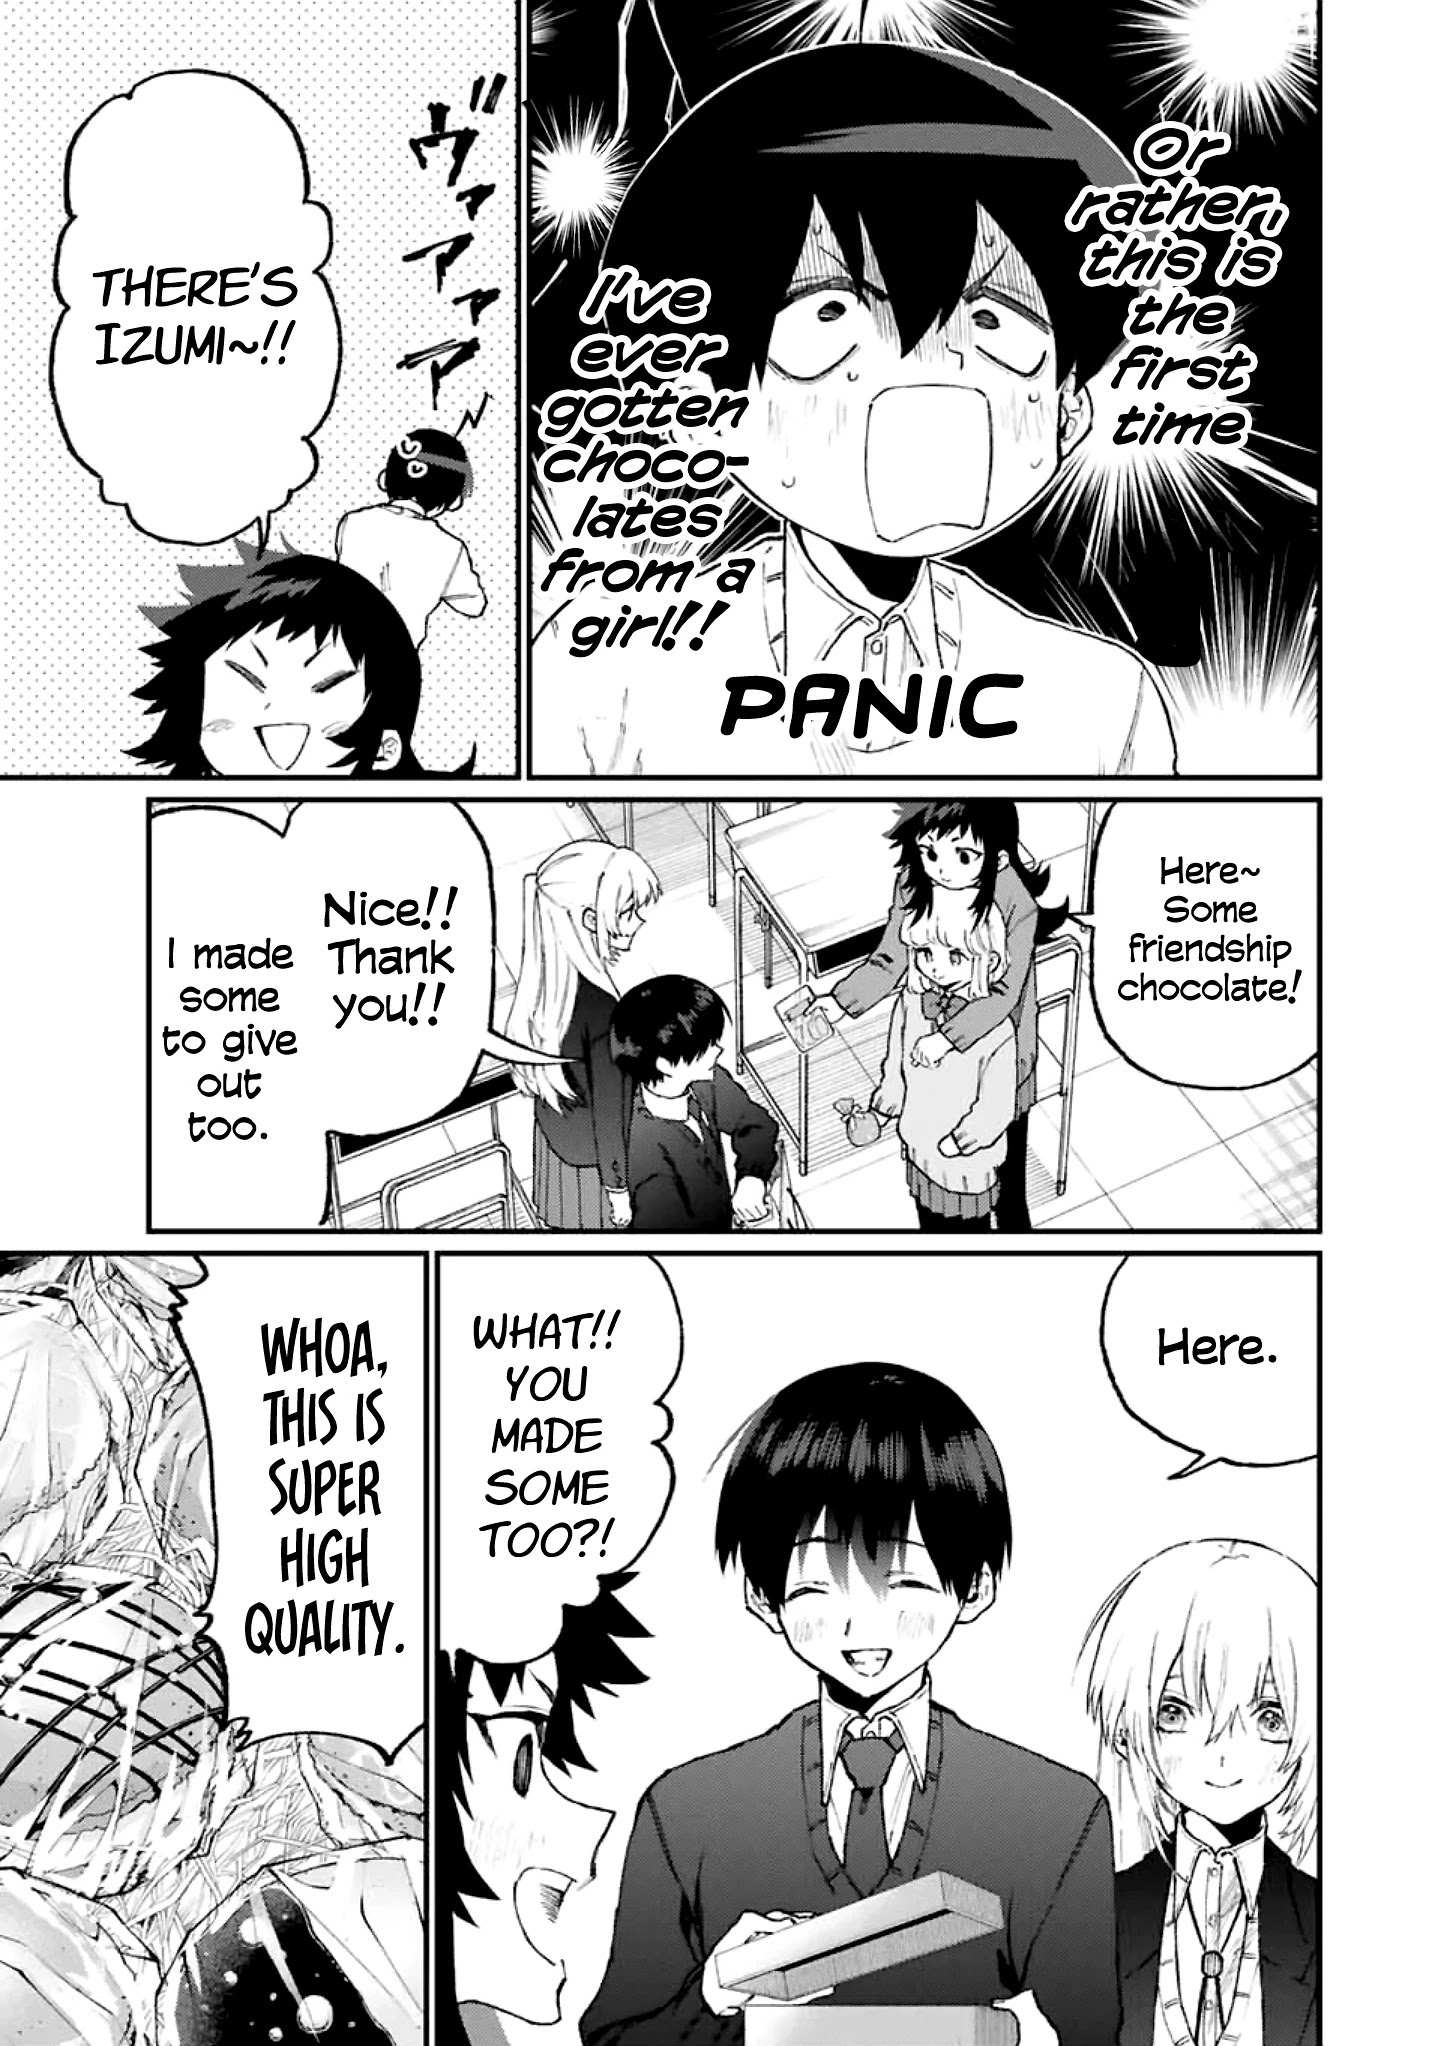 Or
rather,
this is
the
first
time
I've
ever
gotten
choco-
lates
from a
girl!!
PANIC
ヴァァァァ
THERE'S
IZUMI~!!
Here~
Some
friendship
chocolate!
Nice!!
Thank
you!!
I made
some
to give
out
too.
Here.
WHAT!!
YOU
MADE
SOME
TOO?!
WHOA,
THIS IS
SUPER
HIGH
QUALITY.